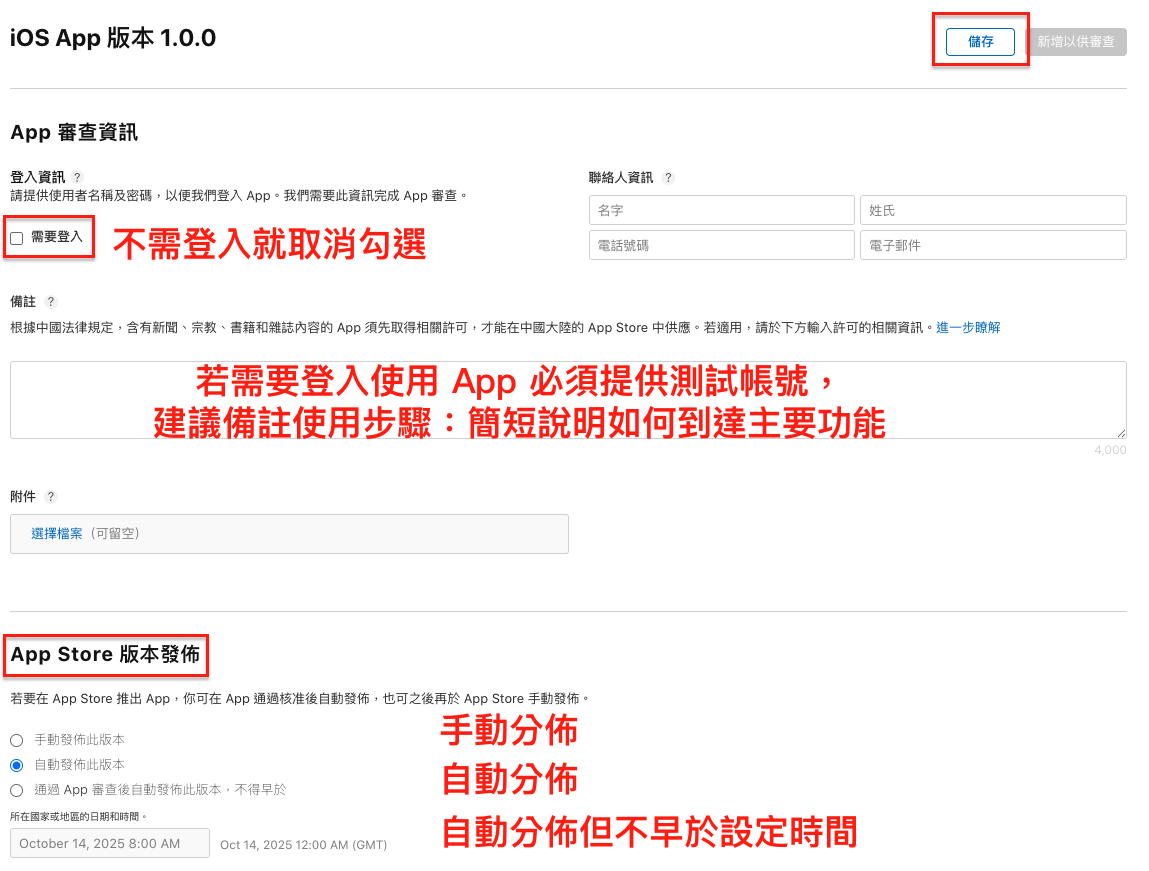 iOS App 版本 1.0.0
儲存
新增以供審查
App 審查資訊
登入資訊 ?
請提供使用者名稱及密碼，以便我們登入 App。我們需要此資訊完成 App 審查。
需要登入
不需登入就取消勾選
聯絡人資訊 ?
名字
姓氏
電話號碼
電子郵件
備註 ?
根據中國法律規定，含有新聞、宗教、書籍和雜誌內容的 App 須先取得相關許可，才能在中國大陸的 App Store 中供應。若適用，請於下方輸入許可的相關資訊。進一步瞭解
若需要登入使用 App 必須提供測試帳號，
建議備註使用步驟：簡短說明如何到達主要功能
4,000
附件 ?
選擇檔案（可留空）
App Store 版本發佈
若要在 App Store 推出 App，你可在 App 通過核准後自動發佈，也可之後再於 App Store 手動發佈。
手動發佈此版本
手動分佈
自動發佈此版本
自動分佈
通過 App 審查後自動發佈此版本，不得早於
所在國家或地區的日期和時間。
October 14, 2025 8:00 AM
Oct 14, 2025 12:00 AM (GMT)
自動分佈但不早於設定時間